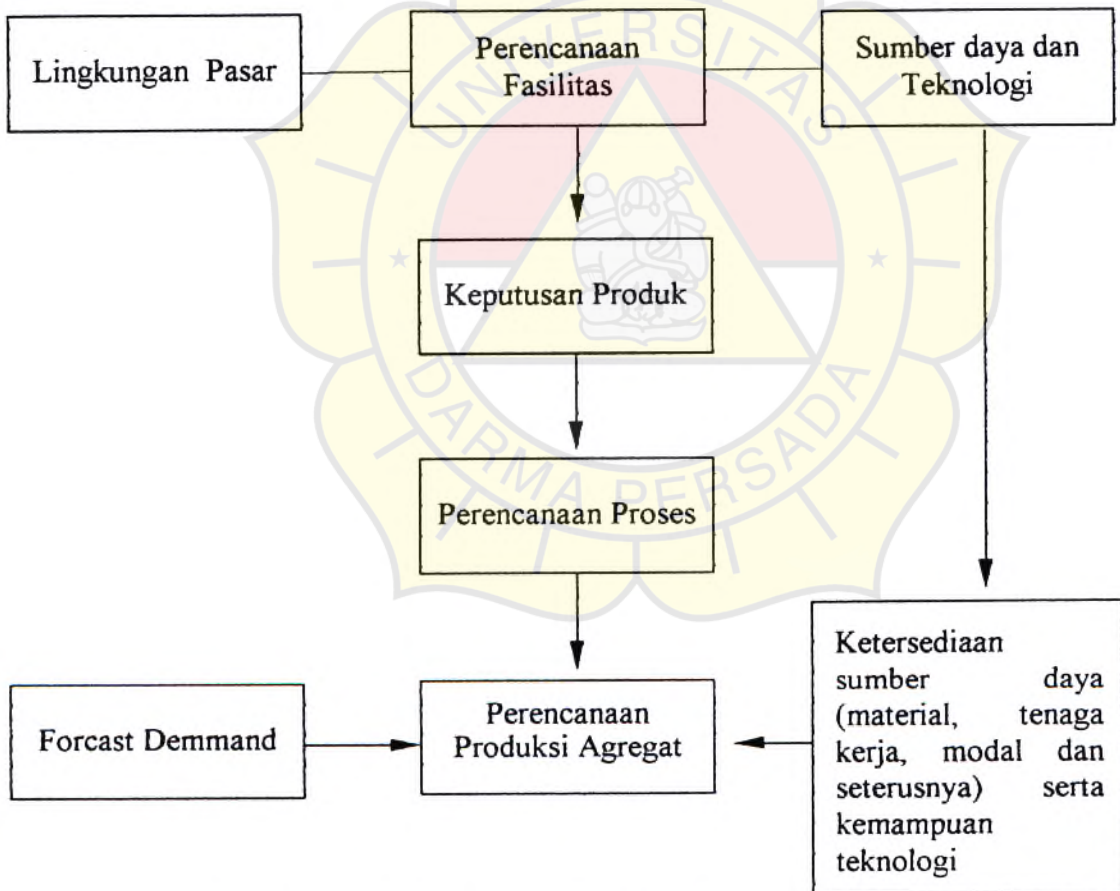 Lingkungan Pasar
Perencanaan
Fasilitas
Sumber daya dan
Teknologi
UNIVERSITAS
Keputusan Produk
DARMA PERSADA
Perencanaan Proses
Forcast Demmand
Perencanaan
Produksi Agregat
Ketersediaan
sumber daya
(material, tenaga
kerja, modal dan
seterusnya) serta
kemampuan
teknologi